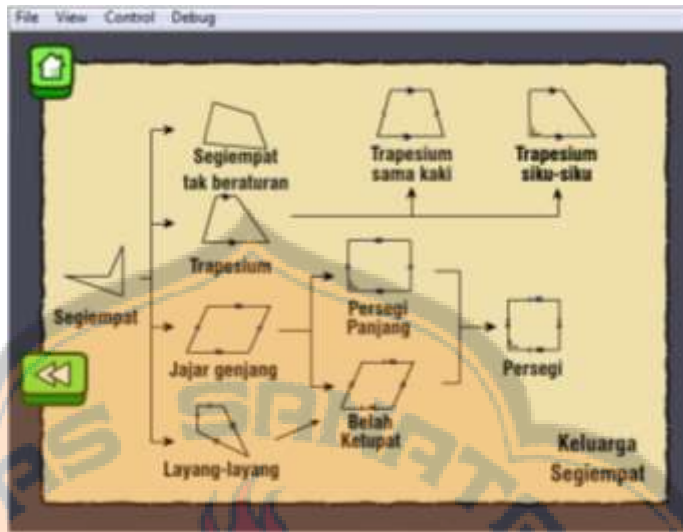 File View Control Debug
Segiempat
tak beraturan
Trapesium
sama kaki
Trapesium
siku-siku
Trapesium
Segiempat
Persegi
Panjang
Jajar genjang
Persegi
Belah
Ketupat
Layang-layang
Keluarga
Segiempat